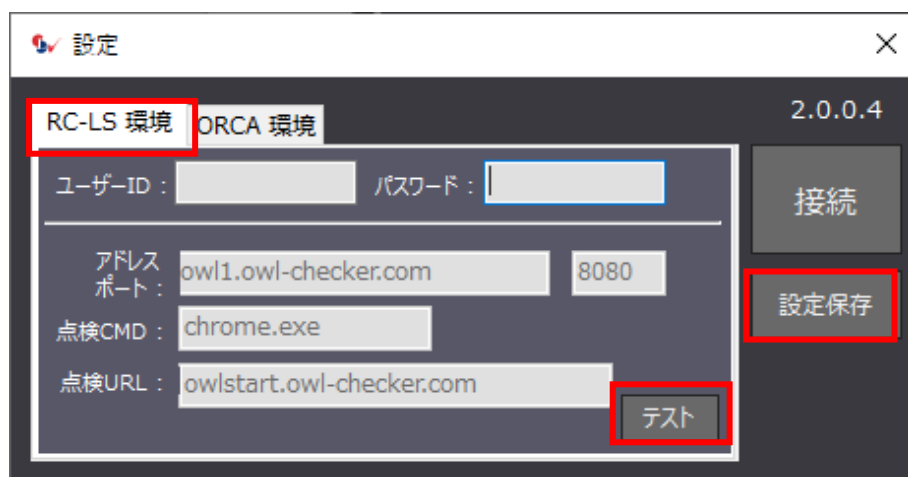 設定
2.0.0.4
RC-LS 環境
ORCA 環境
ユーザーID : パスワード :
接続
アドレス
ポート : owl1.owl-checker.com 8080
設定保存
点検CMD : chrome.exe
点検URL : owlstart.owl-checker.com
テスト